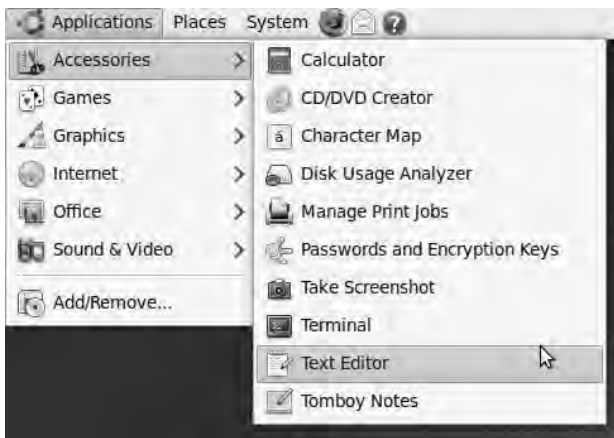 Applications Places System
Accessories
Games
Graphics
Internet
Office
Sound & Video
Add/Remove...
Calculator
CD/DVD Creator
á Character Map
Disk Usage Analyzer
Manage Print Jobs
Passwords and Encryption Keys
Take Screenshot
Terminal
Text Editor
Tomboy Notes